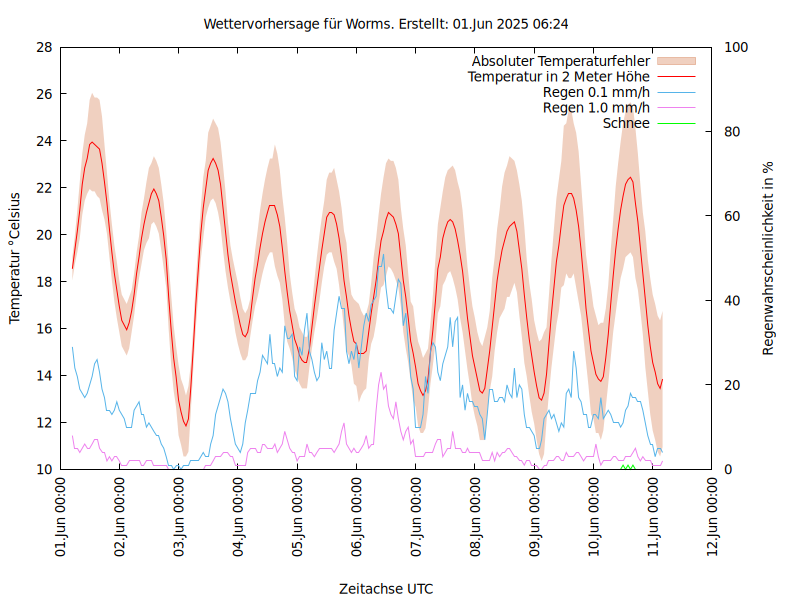 Wettervorhersage für Worms. Erstellt: 01.Jun 2025 06:24
Absoluter Temperaturfehler
Temperatur in 2 Meter Höhe
Regen 0.1 mm/h
Regen 1.0 mm/h
Schnee
Temperatur °Celsius
28
26
24
22
20
18
16
14
12
10
100
80
60
40
20
0
Regenwahrscheinlichkeit in %
01.Jun 00:00
02.Jun 00:00
03.Jun 00:00
04.Jun 00:00
05.Jun 00:00
06.Jun 00:00
07.Jun 00:00
08.Jun 00:00
09.Jun 00:00
10.Jun 00:00
11.Jun 00:00
12.Jun 00:00
Zeitachse UTC